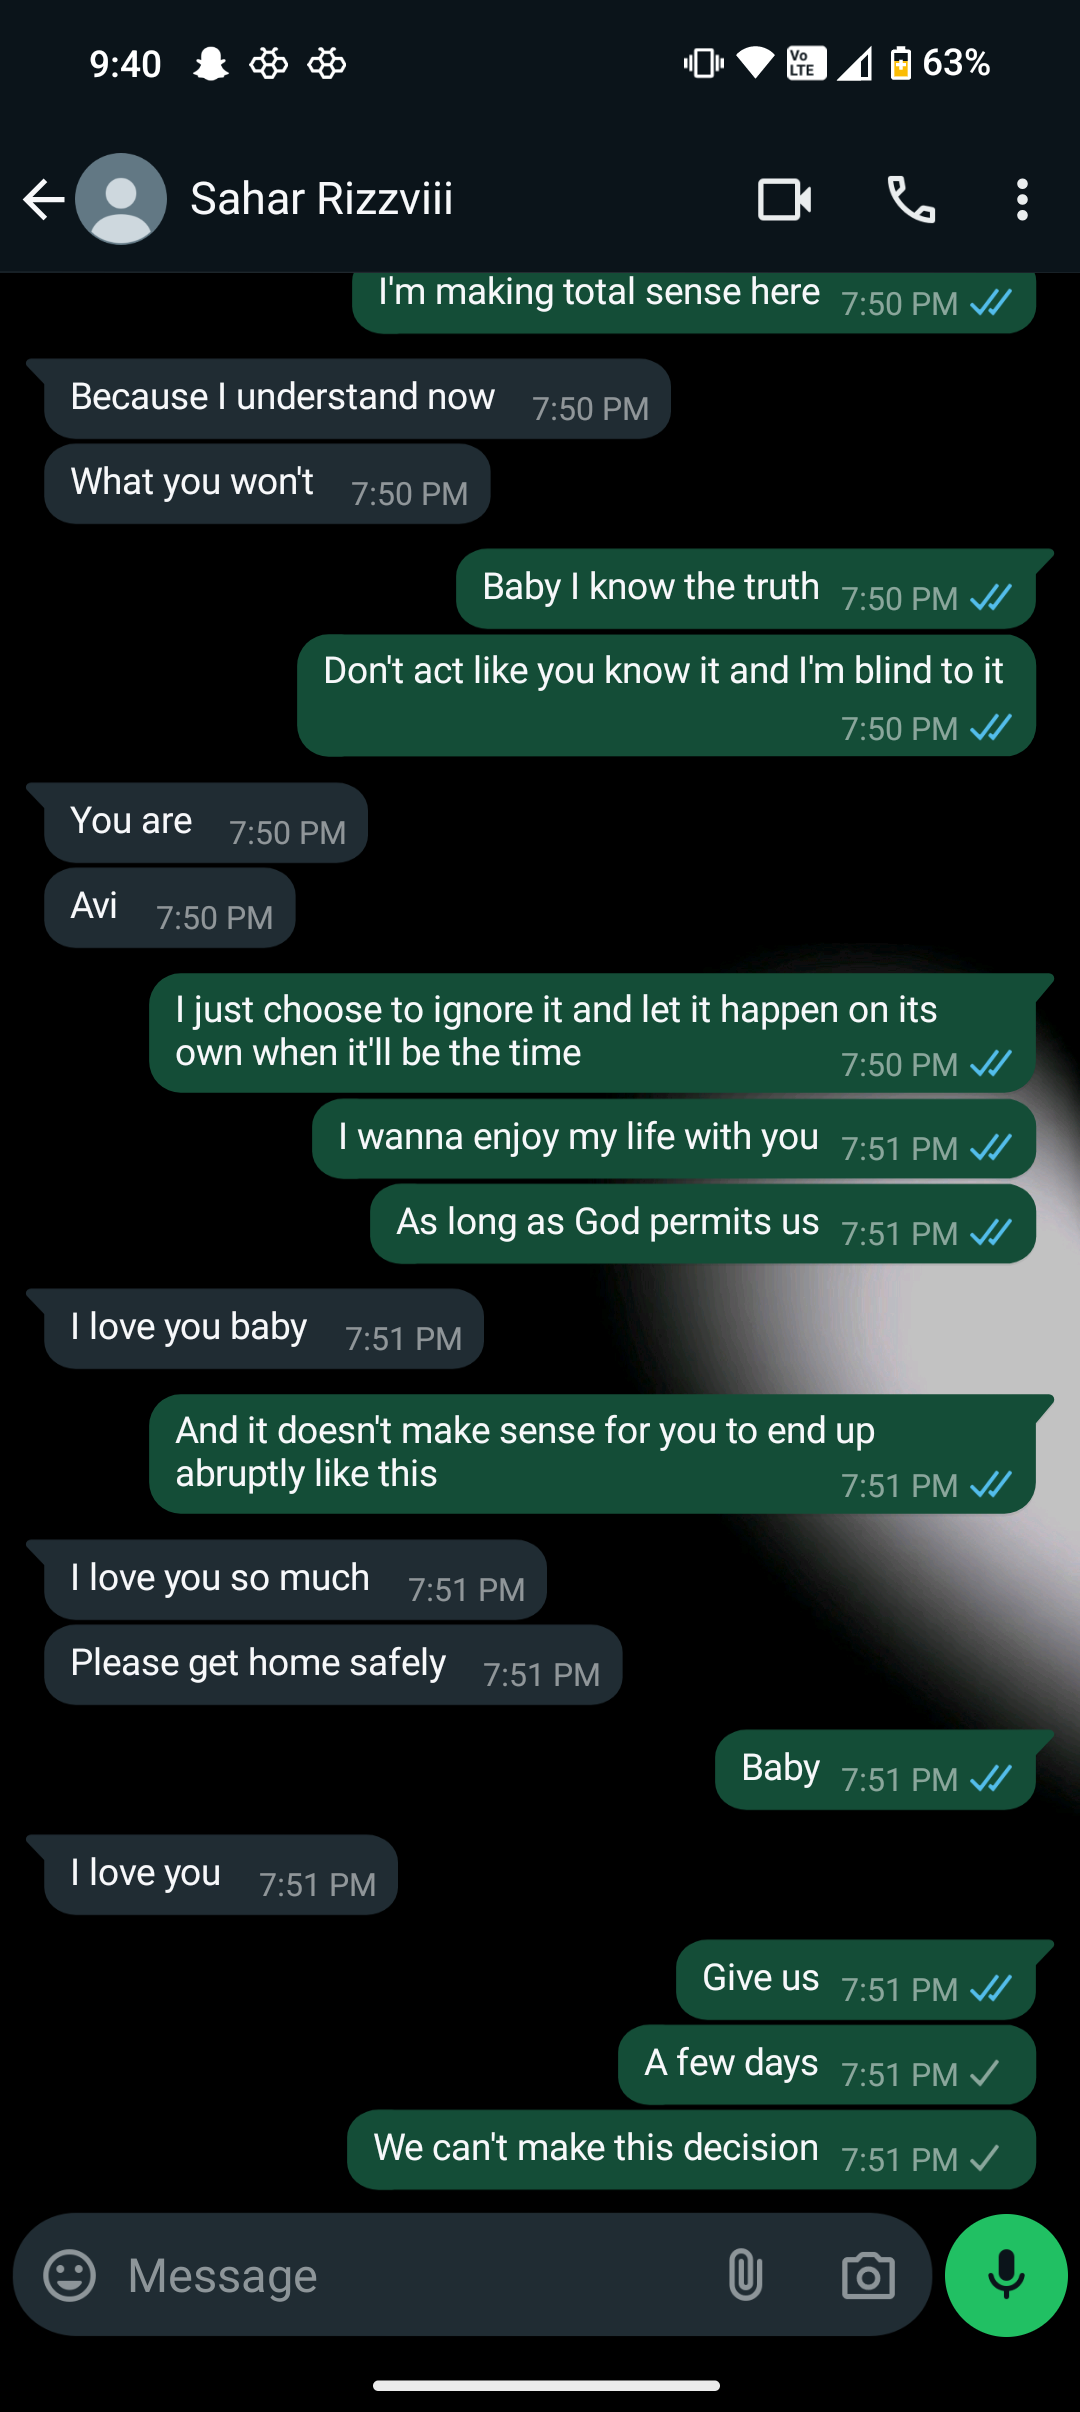 9:40
Vo
LTE
63%
Sahar Rizzviii
I'm making total sense here 7:50 PM
Because I understand now 7:50 PM
What you won't 7:50 PM
Baby I know the truth 7:50 PM
Don't act like you know it and I'm blind to it
7:50 PM
You are 7:50 PM
Avi 7:50 PM
I just choose to ignore it and let it happen on its
own when it'll be the time 7:50 PM
I wanna enjoy my life with you 7:51 PM
As long as God permits us 7:51 PM
I love you baby 7:51 PM
And it doesn't make sense for you to end up
abruptly like this 7:51 PM
I love you so much 7:51 PM
Please get home safely 7:51 PM
Baby 7:51 PM
I love you 7:51 PM
Give us 7:51 PM
A few days 7:51 PM
We can't make this decision 7:51 PM
Message